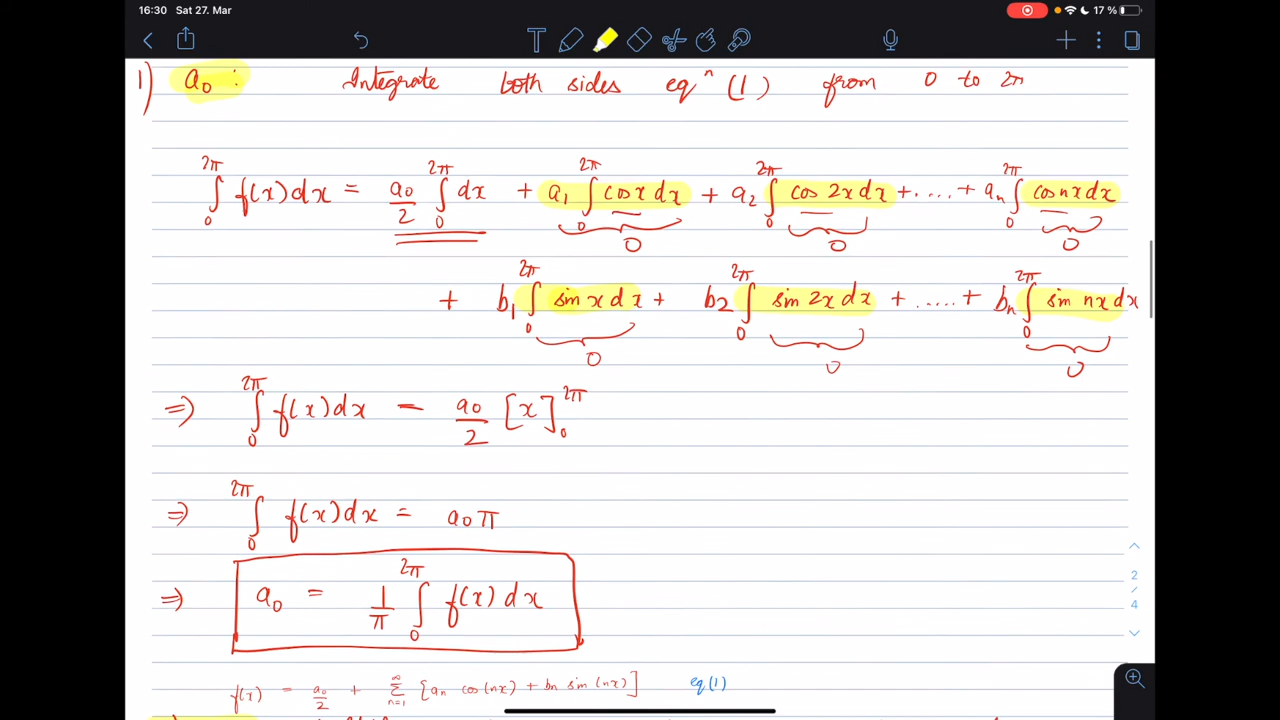 16:30 Sat 27. Mar 17 %
1) a₀ : Integrate both sides eqⁿ (1) from 0 to 2π
∫₀^2π f(x)dx = a₀/2 ∫₀^2π dx + a₁ ∫₀^2π cos x dx + a₂ ∫₀^2π cos 2x dx + .... + aₙ ∫₀^2π cos nx dx
0 0 0
+ b₁ ∫₀^2π sin x dx + b₂ ∫₀^2π sin 2x dx + ..... + bₙ ∫₀^2π sin nx dx
0 0 0
⇒) ∫₀^2π f(x)dx = a₀/2 [x]₀^2π
⇒) ∫₀^2π f(x)dx = a₀π
⇒) a₀ = 1/π ∫₀^2π f(x) dx
2 / 4
f(x) = a₀/2 + ∑_{n=1}^∞ [aₙ cos(nx) + bn sin(nx)] eq(1)